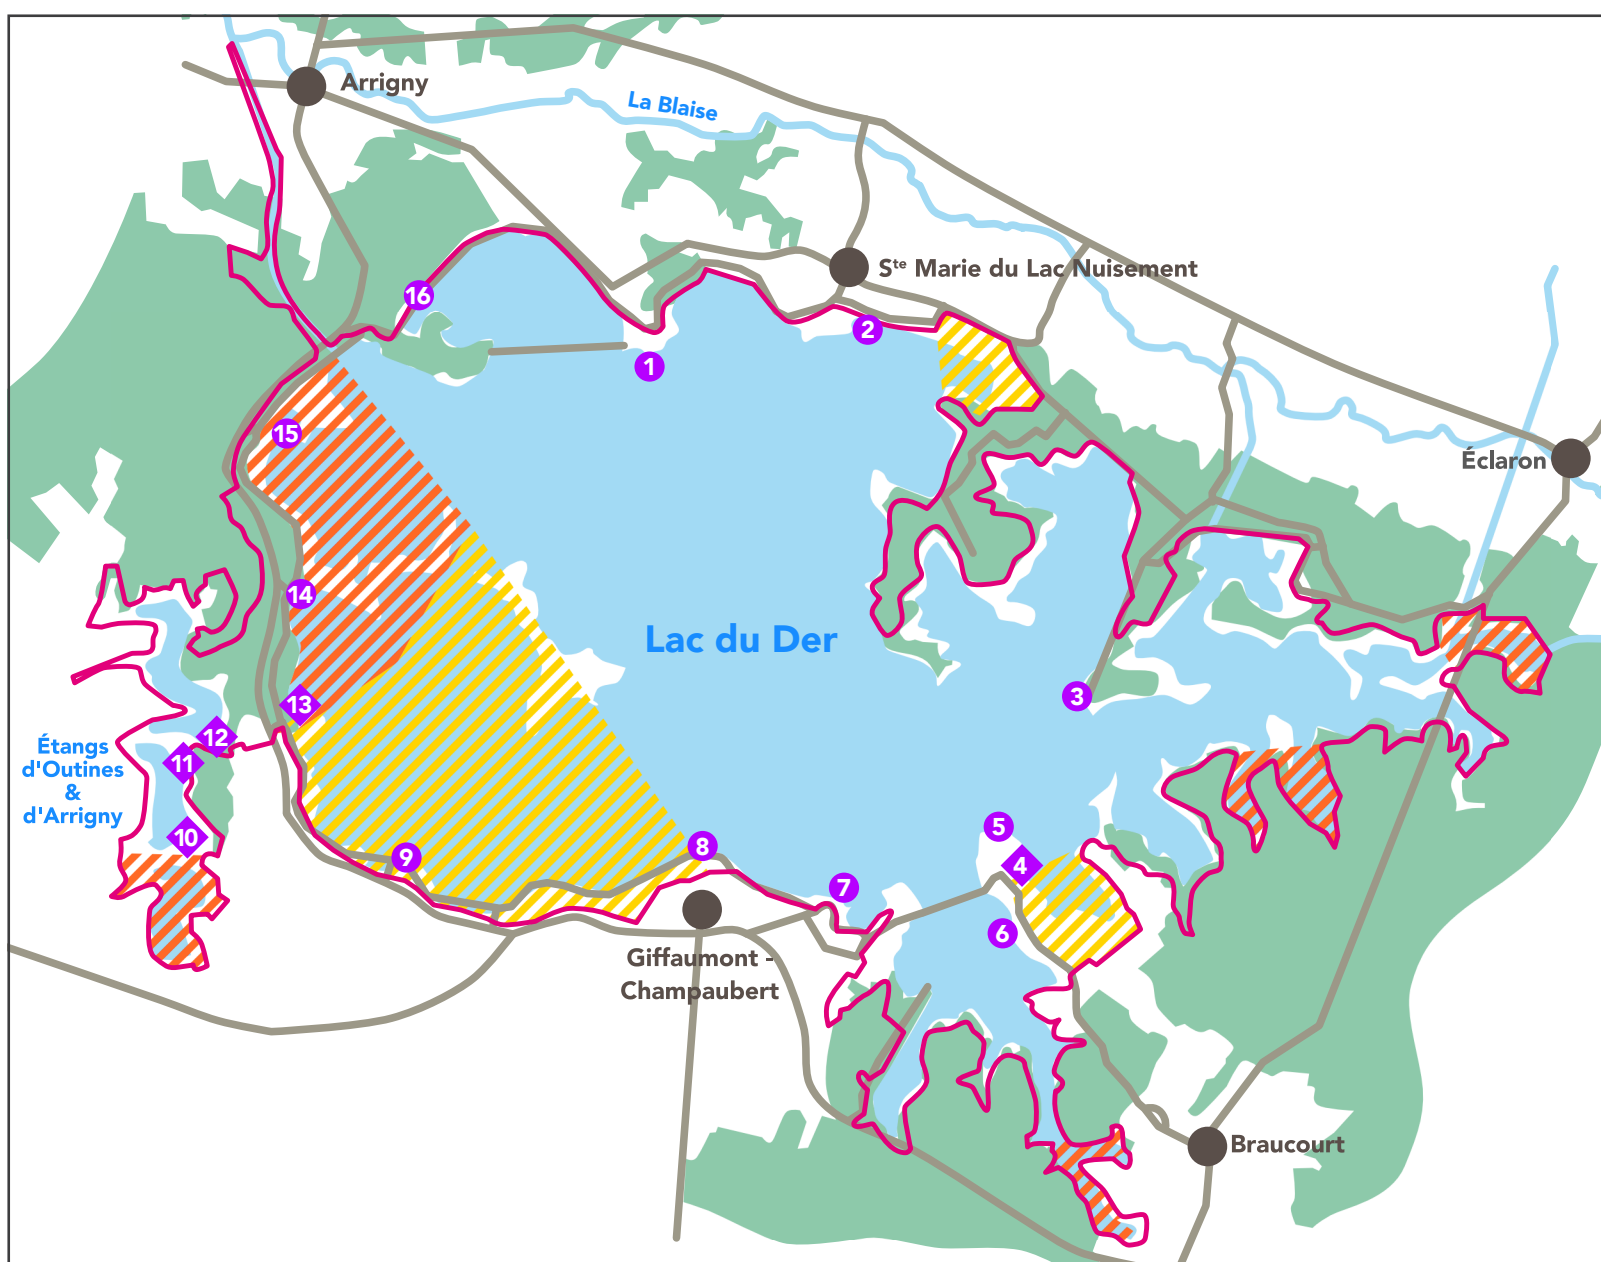 Arrigny
La Blaise
16
Sᵗᵉ Marie du Lac Nuisement
1
2
15
Éclaron
14
Lac du Der
3
13
12
11
Étangs
d'Outines
&
d'Arrigny
10
5
4
9
8
7
6
Giffaumont -
Champaubert
Braucourt